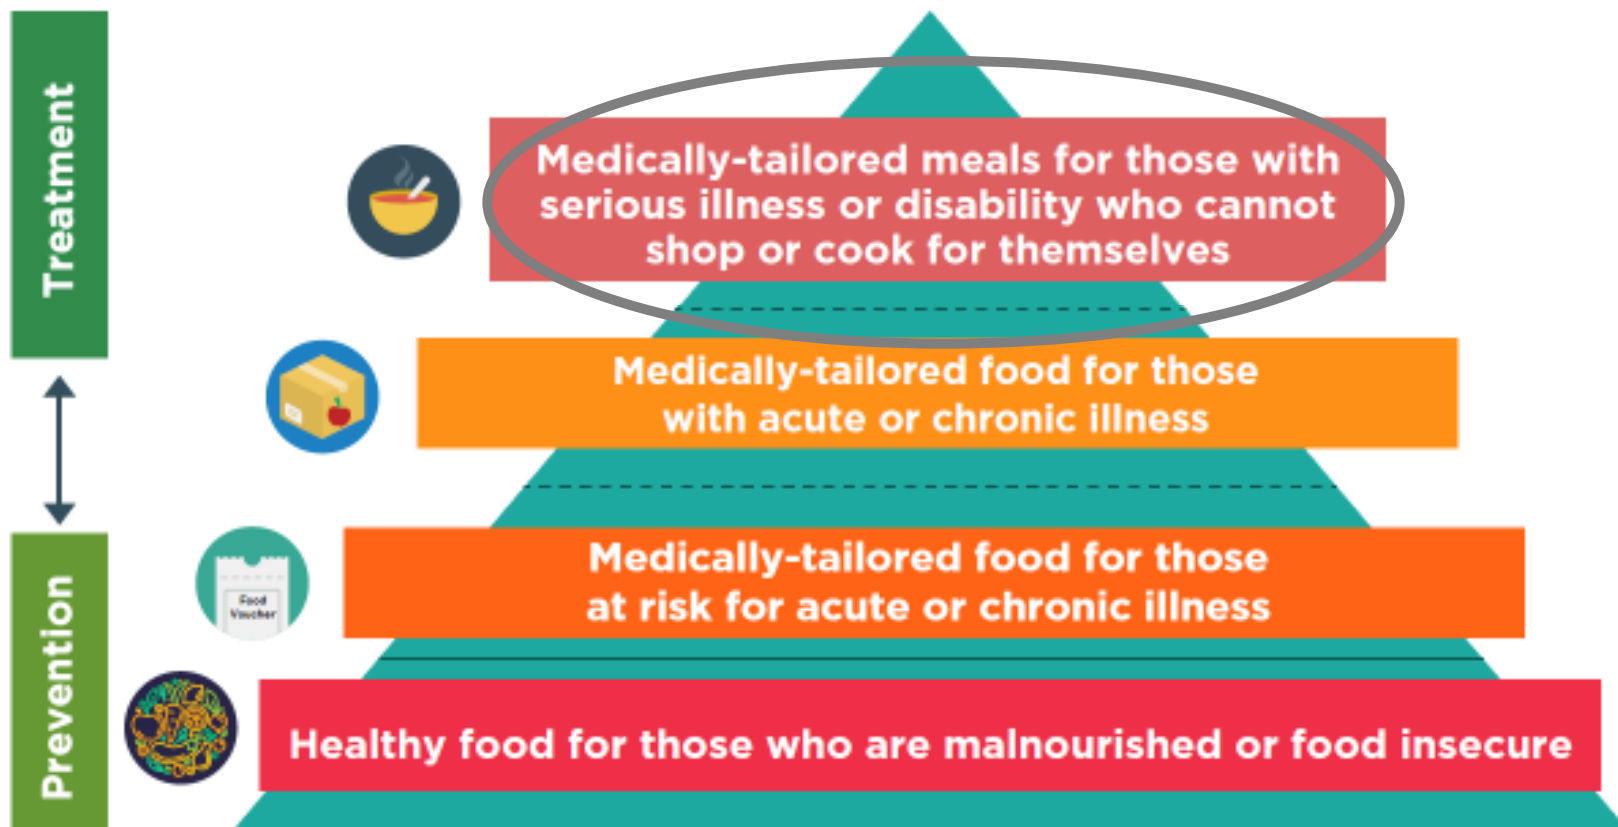 Treatment
Medically-tailored meals for those with
serious illness or disability who cannot
shop or cook for themselves
Medically-tailored food for those
with acute or chronic illness
Prevention
Food
Voucher
Medically-tailored food for those
at risk for acute or chronic illness
Healthy food for those who are malnourished or food insecure